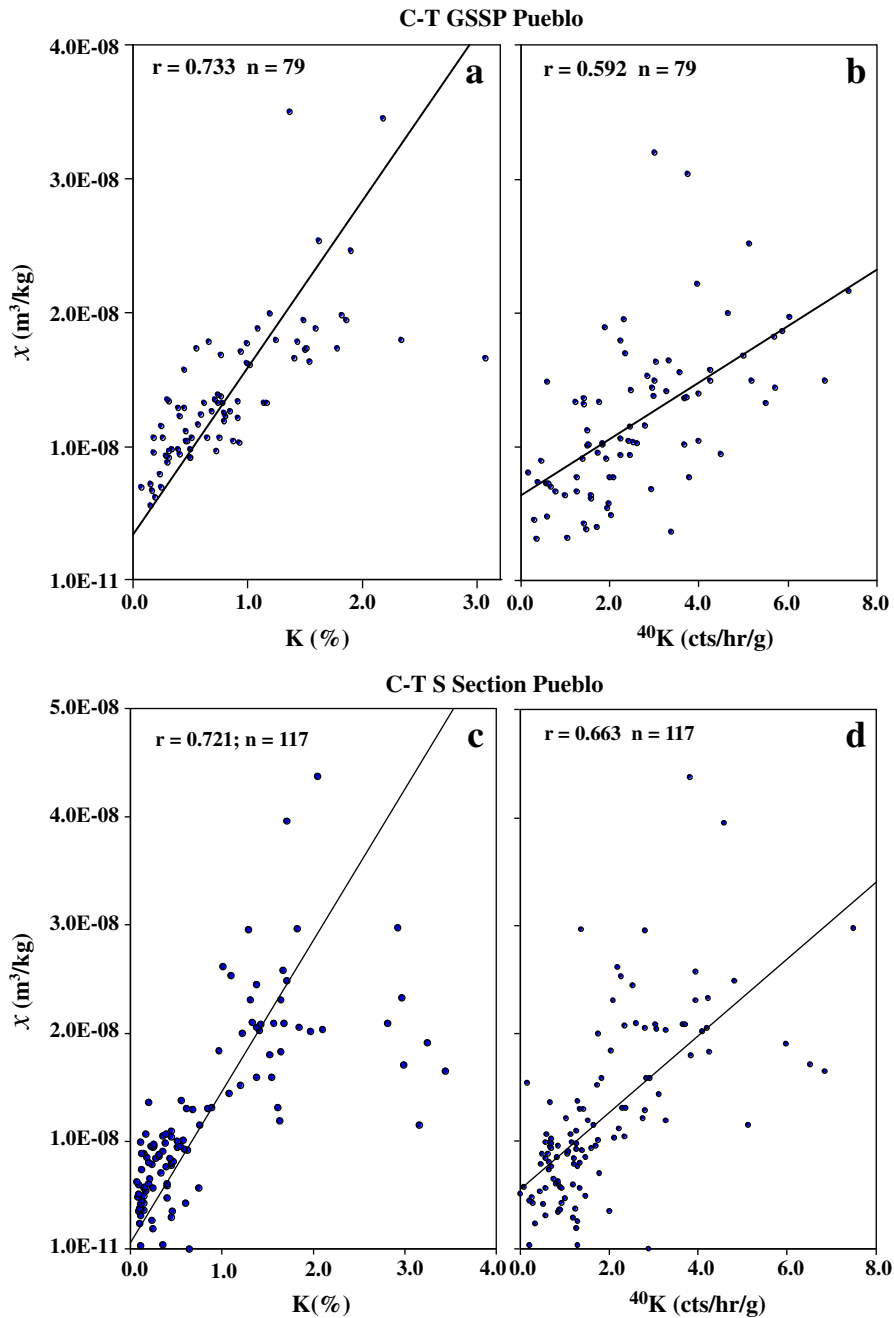 C-T GSSP Pueblo
r = 0.733 n = 79
a
r = 0.592 n = 79
b
4.0E-08
3.0E-08
2.0E-08
1.0E-08
1.0E-11
x (m³/kg)
0.0 1.0 2.0 3.0
K (%)
0.0 2.0 4.0 6.0 8.0
⁴⁰K (cts/hr/g)
C-T S Section Pueblo
r = 0.721; n = 117
c
r = 0.663 n = 117
d
5.0E-08
4.0E-08
3.0E-08
2.0E-08
1.0E-08
1.0E-11
x (m³/kg)
0.0 1.0 2.0 3.0 4.0
K(%)
0.0 2.0 4.0 6.0 8.0
⁴⁰K (cts/hr/g)